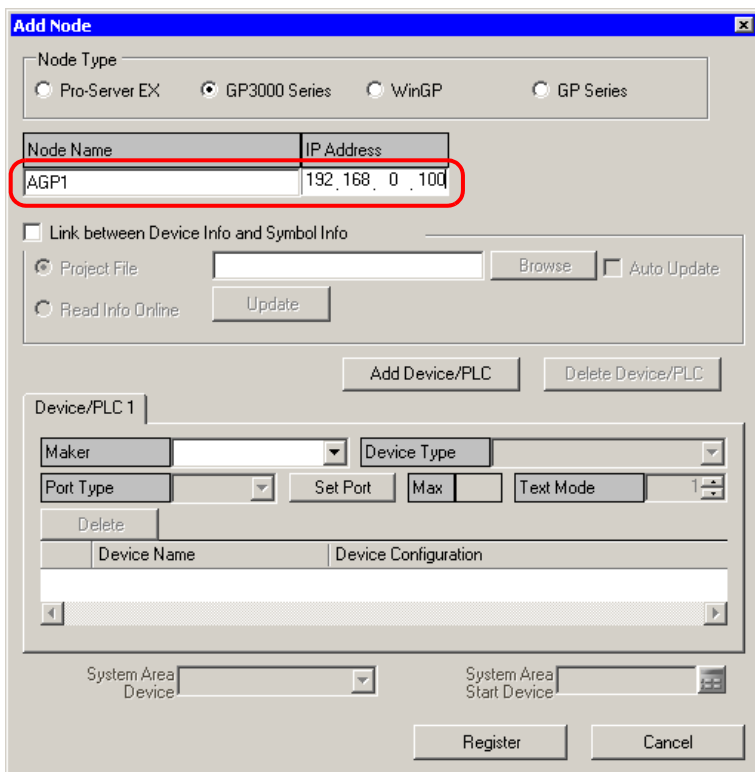 Add Node
Node Type
Pro-Server EX GP3000 Series WinGP GP Series
Node Name IP Address
AGP1 192.168. 0 .100
Link between Device Info and Symbol Info
Project File Browse Auto Update
Read Info Online Update
Add Device/PLC Delete Device/PLC
Device/PLC 1
Maker Device Type
Port Type Set Port Max Text Mode 1
Delete
Device Name Device Configuration
System Area Device System Area Start Device
Register Cancel